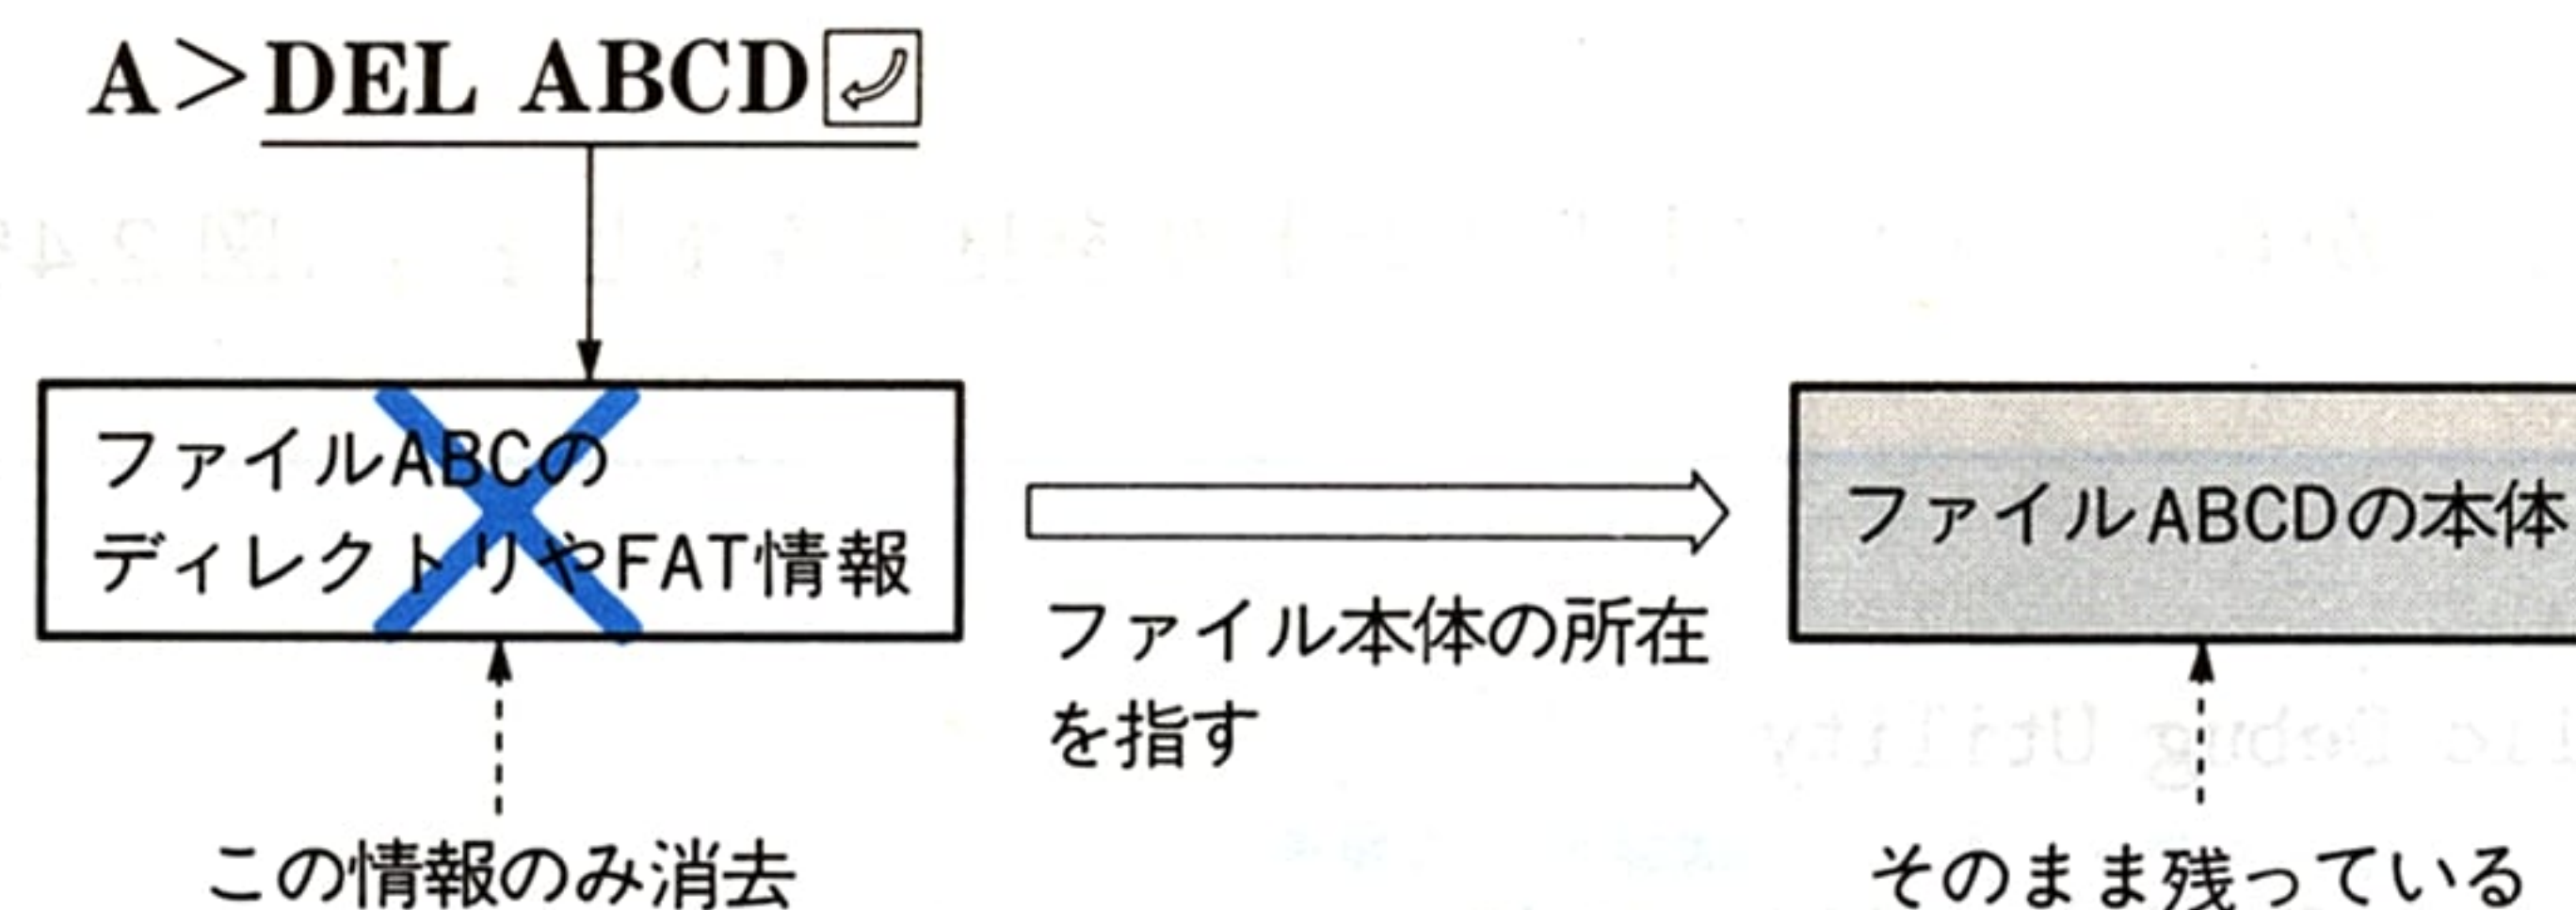 A>DEL ABCD
ファイルABCの
ディレクトリやFAT情報
ファイル本体の所在
を指す
ファイルABCDの本体
この情報のみ消去
そのまま残っている